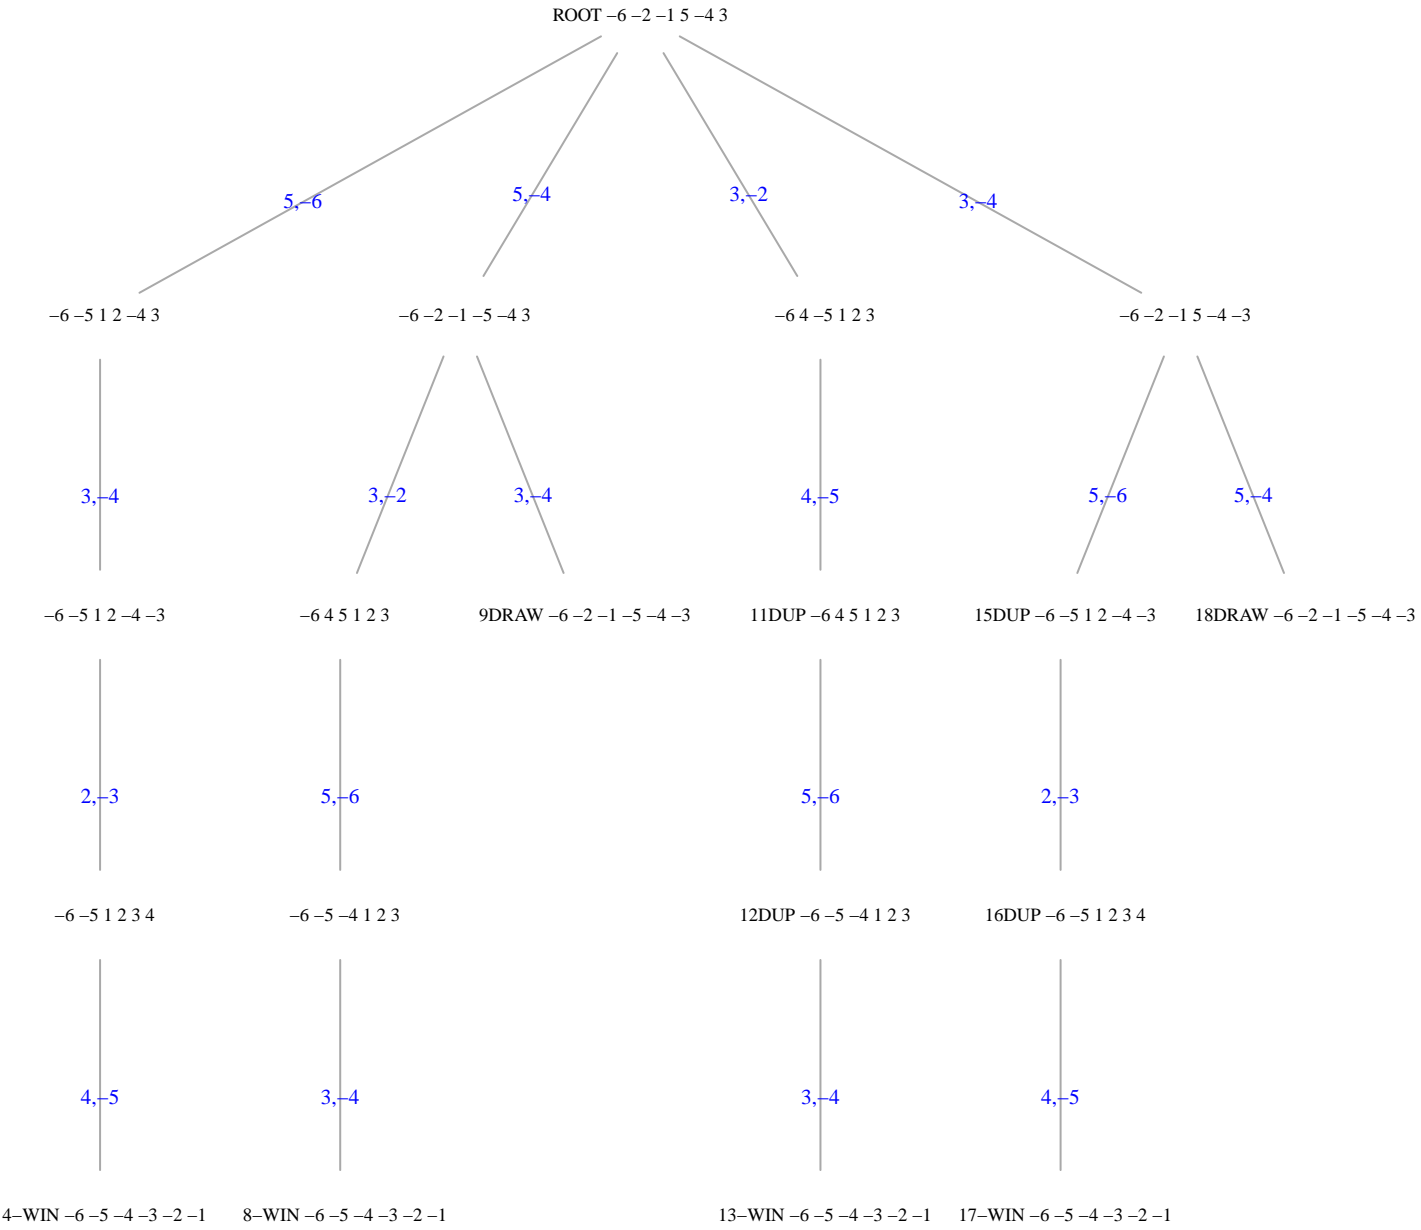 ROOT –6 –2 –1 5 –4 3
5,–6
5,–4
3,–2
3,–4
–6 –5 1 2 –4 3
–6 –2 –1 –5 –4 3
–6 4 –5 1 2 3
–6 –2 –1 5 –4 –3
3,–4
3,–2
3,–4
4,–5
5,–6
5,–4
–6 –5 1 2 –4 –3
–6 4 5 1 2 3
9DRAW –6 –2 –1 –5 –4 –3
11DUP –6 4 5 1 2 3
15DUP –6 –5 1 2 –4 –3
18DRAW –6 –2 –1 –5 –4 –3
2,–3
5,–6
5,–6
2,–3
–6 –5 1 2 3 4
–6 –5 –4 1 2 3
12DUP –6 –5 –4 1 2 3
16DUP –6 –5 1 2 3 4
4,–5
3,–4
3,–4
4,–5
4–WIN –6 –5 –4 –3 –2 –1
8–WIN –6 –5 –4 –3 –2 –1
13–WIN –6 –5 –4 –3 –2 –1
17–WIN –6 –5 –4 –3 –2 –1